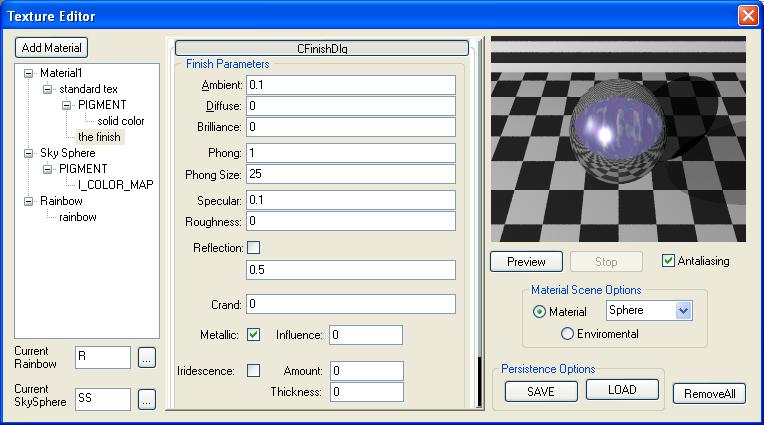 Texture Editor
Add Material
Material1
standard tex
PIGMENT
solid color
the finish
Sky Sphere
PIGMENT
I_COLOR_MAP
Rainbow
rainbow
Current
Rainbow
R
...
Current
SkySphere
SS
...
CFinishDlg
Finish Parameters
Ambient: 0.1
Diffuse: 0
Brilliance: 0
Phong: 1
Phong Size: 25
Specular: 0.1
Roughness: 0
Reflection:
0.5
Crand: 0
Metallic: Influence: 0
Iridescence: Amount: 0
Thickness: 0
Preview Stop Antaliasing
Material Scene Options
Material Sphere
Enviromental
Persistence Options
SAVE LOAD RemoveAll